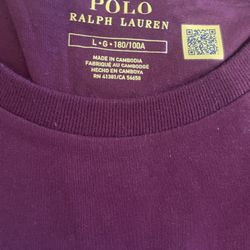 POLO
RALPH LAUREN
L • G • 180/100A
MADE IN CAMBODIA
FABRIQUÉ AU CAMBODGE
HECHO EN CAMBOYA
RN 41381/CA 56658